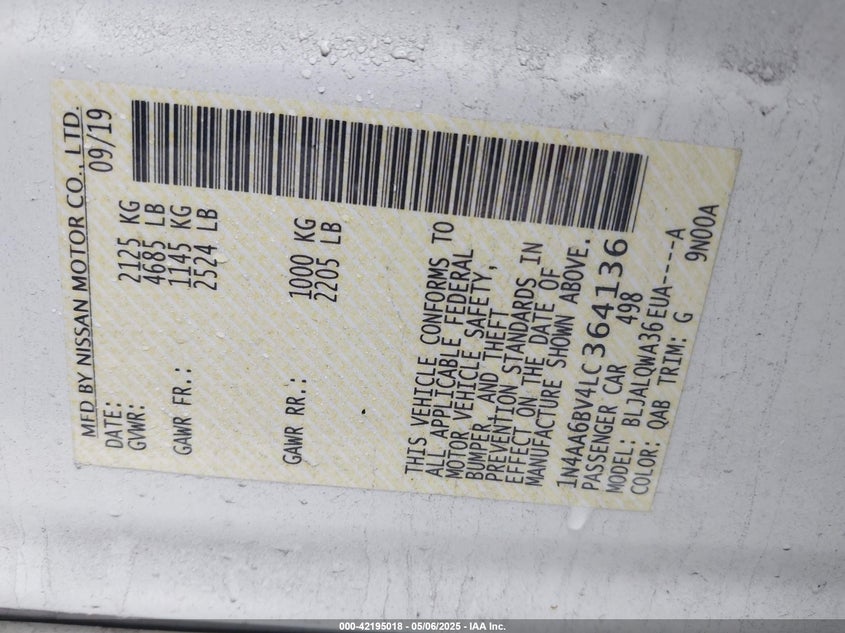 MFD BY NISSAN MOTOR CO., LTD.
DATE: 09/19
GVWR: 2125 KG
4685 LB
GAWR FR.: 1145 KG
2524 LB
GAWR RR.: 1000 KG
2205 LB
THIS VEHICLE CONFORMS TO
ALL APPLICABLE FEDERAL
MOTOR VEHICLE SAFETY,
BUMPER, AND THEFT
PREVENTION STANDARDS IN
EFFECT ON THE DATE OF
MANUFACTURE SHOWN ABOVE.
1N4AA6BV4LC364136
PASSENGER CAR 498
MODEL: BLJALQWA36EUA----A
COLOR: QAB TRIM: G 9N00A
000-42195018 - 05/06/2025 - IAA Inc.